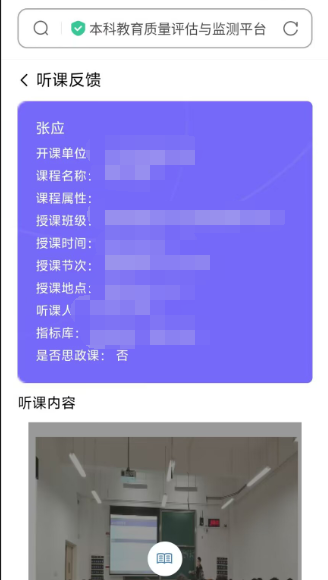 本科教育质量评估与监测平台
听课反馈
张应
开课单位
课程名称：
课程属性：
授课班级：
授课时间：
授课节次：
授课地点：
听课人
指标库：
是否思政课： 否
听课内容